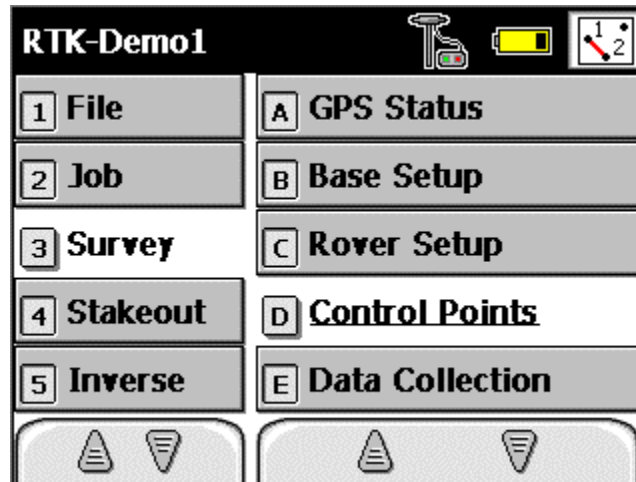 RTK-Demo1
1 2
1 File
A GPS Status
2 Job
B Base Setup
3 Survey
C Rover Setup
4 Stakeout
D Control Points
5 Inverse
E Data Collection